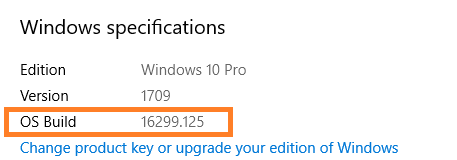 Windows specifications
Edition Windows 10 Pro
Version 1709
OS Build 16299.125
Change product key or upgrade your edition of Windows